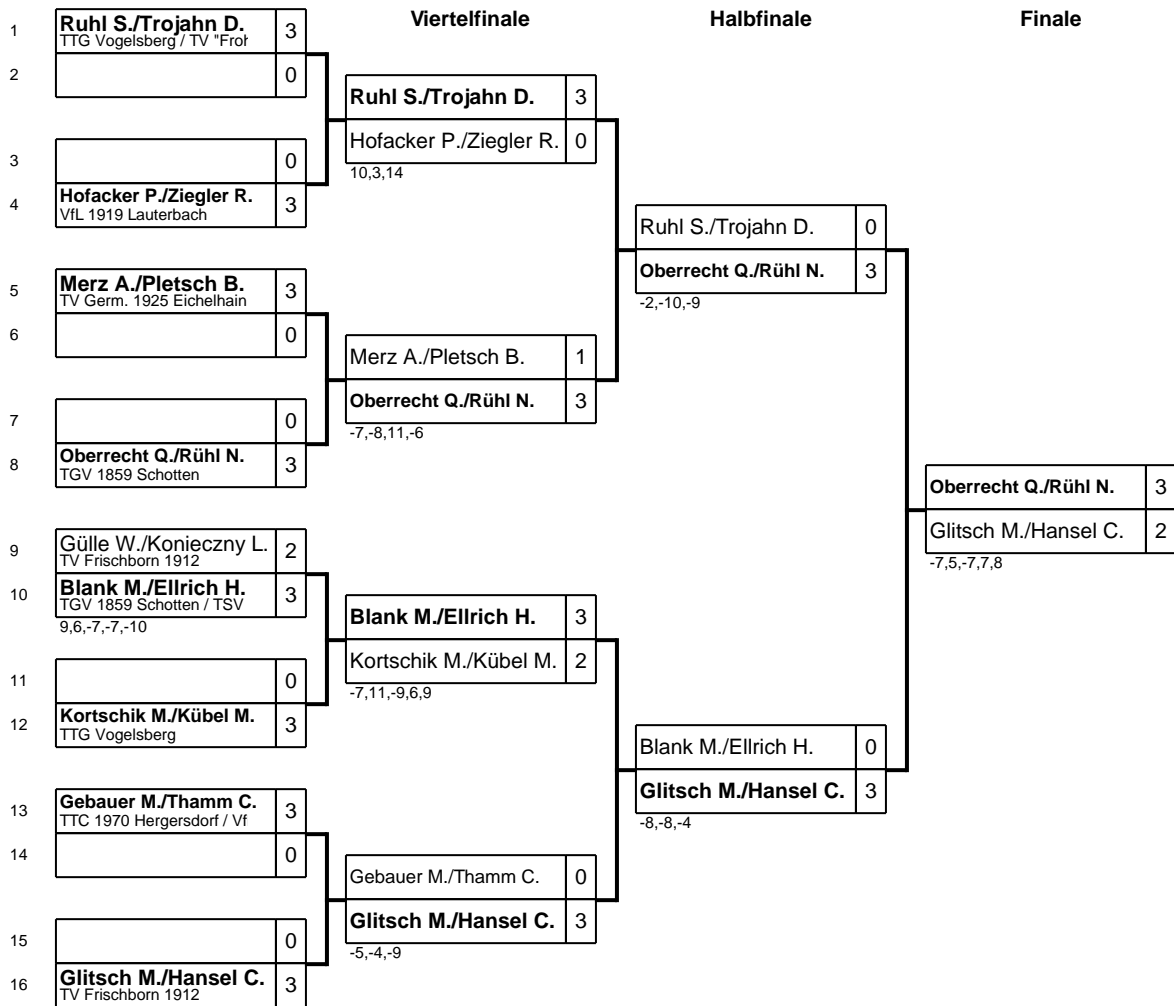 Viertelfinale
Halbfinale
Finale
1 Ruhl S./Trojahn D. 3
TTG Vogelsberg / TV "Froh
2 0
3 0
4 Hofacker P./Ziegler R. 3
VfL 1919 Lauterbach
5 Merz A./Pletsch B. 3
TV Germ. 1925 Eichelhain
6 0
7 0
8 Oberrecht Q./Rühl N. 3
TGV 1859 Schotten
9 Gülle W./Konieczny L. 2
TV Frischborn 1912
10 Blank M./Ellrich H. 3
TGV 1859 Schotten / TSV
9,6,-7,-7,-10
11 0
12 Kortschik M./Kübel M. 3
TTG Vogelsberg
13 Gebauer M./Thamm C. 3
TTC 1970 Hergersdorf / Vf
14 0
15 0
16 Glitsch M./Hansel C. 3
TV Frischborn 1912
Ruhl S./Trojahn D. 3
Hofacker P./Ziegler R. 0
10,3,14
Merz A./Pletsch B. 1
Oberrecht Q./Rühl N. 3
-7,-8,11,-6
Blank M./Ellrich H. 3
Kortschik M./Kübel M. 2
-7,11,-9,6,9
Gebauer M./Thamm C. 0
Glitsch M./Hansel C. 3
-5,-4,-9
Ruhl S./Trojahn D. 0
Oberrecht Q./Rühl N. 3
-2,-10,-9
Blank M./Ellrich H. 0
Glitsch M./Hansel C. 3
-8,-8,-4
Oberrecht Q./Rühl N. 3
Glitsch M./Hansel C. 2
-7,5,-7,7,8